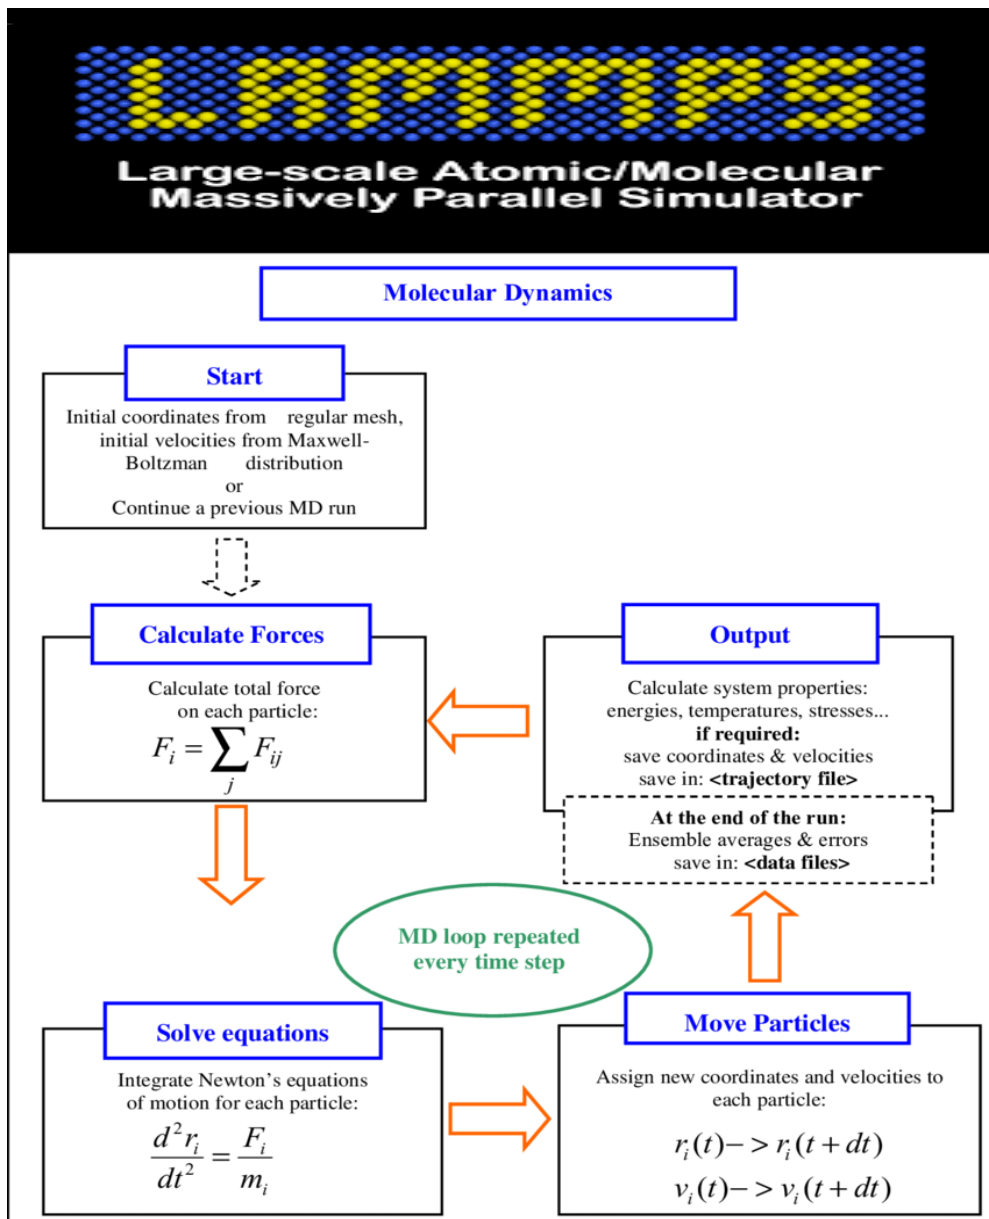 LAMMPS
Large-scale Atomic/Molecular
Massively Parallel Simulator
Molecular Dynamics
Start
Initial coordinates from regular mesh,
initial velocities from Maxwell-
Boltzman distribution
or
Continue a previous MD run
Calculate Forces
Calculate total force
on each particle:
F_i = ∑_j F_{ij}
Output
Calculate system properties:
energies, temperatures, stresses...
if required:
save coordinates & velocities
save in: <trajectory file>
At the end of the run:
Ensemble averages & errors
save in: <data files>
MD loop repeated
every time step
Solve equations
Integrate Newton's equations
of motion for each particle:
d²r_i/dt² = F_i/m_i
Move Particles
Assign new coordinates and velocities to
each particle:
r_i(t)− > r_i(t + dt)
v_i(t)− > v_i(t + dt)